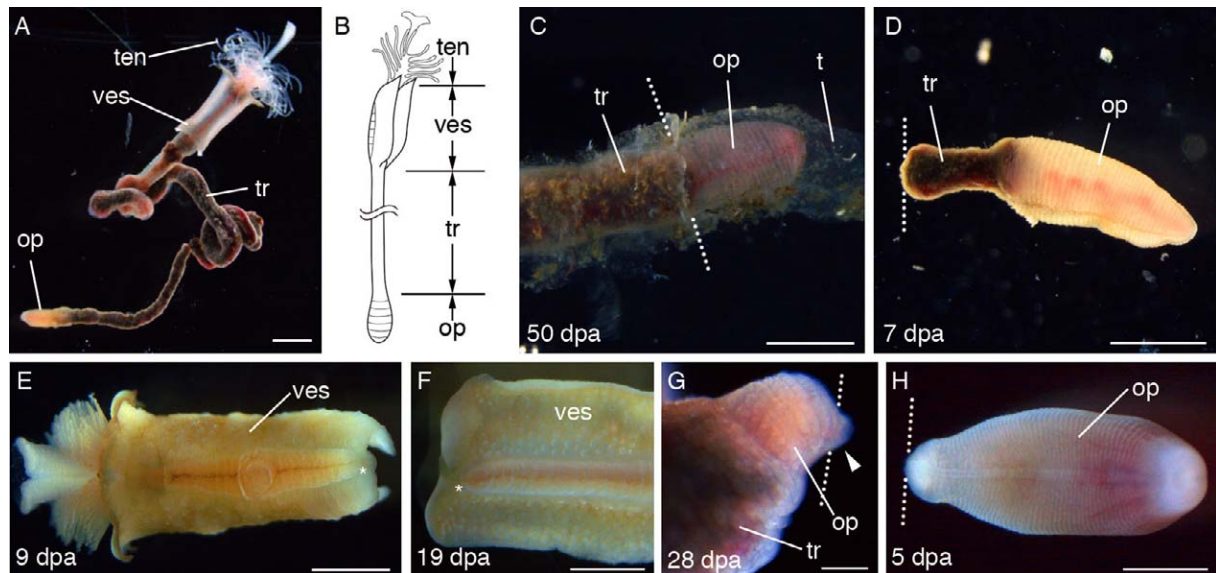 A
ten
ves
tr
op
B
ten
ves
tr
op
C
tr
op
t
50 dpa
D
tr
op
7 dpa
E
ves
*
9 dpa
F
ves
*
19 dpa
G
op
tr
28 dpa
H
op
5 dpa